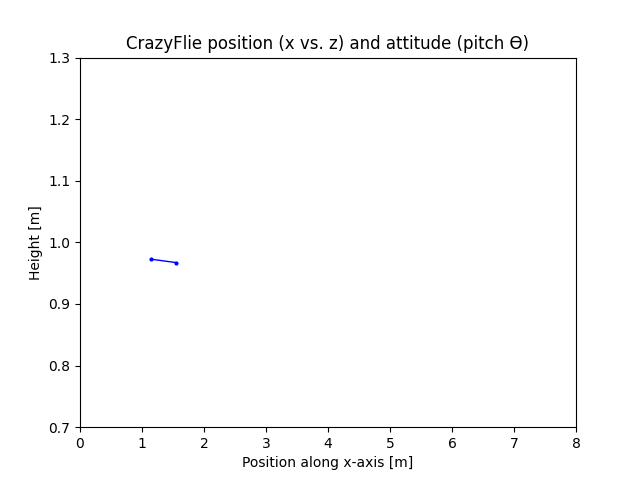 CrazyFlie position (x vs. z) and attitude (pitch Θ)
1.3
1.2
1.1
1.0
0.9
0.8
0.7
Height [m]
0 1 2 3 4 5 6 7 8
Position along x-axis [m]